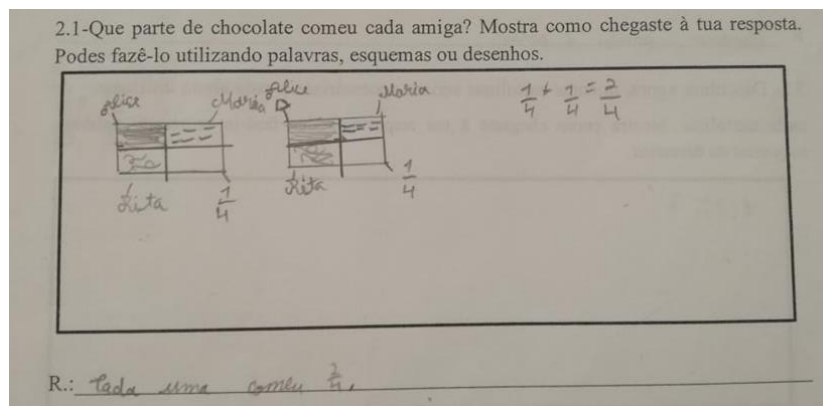 2.1-Que parte de chocolate comeu cada amiga? Mostra como chegaste à tua resposta.
Podes fazê-lo utilizando palavras, esquemas ou desenhos.
Alice Maria Alice Maria 1/4 + 1/4 = 2/4
Rita 1/4 Rita 1/4
R.: Cada uma comeu 2/4.